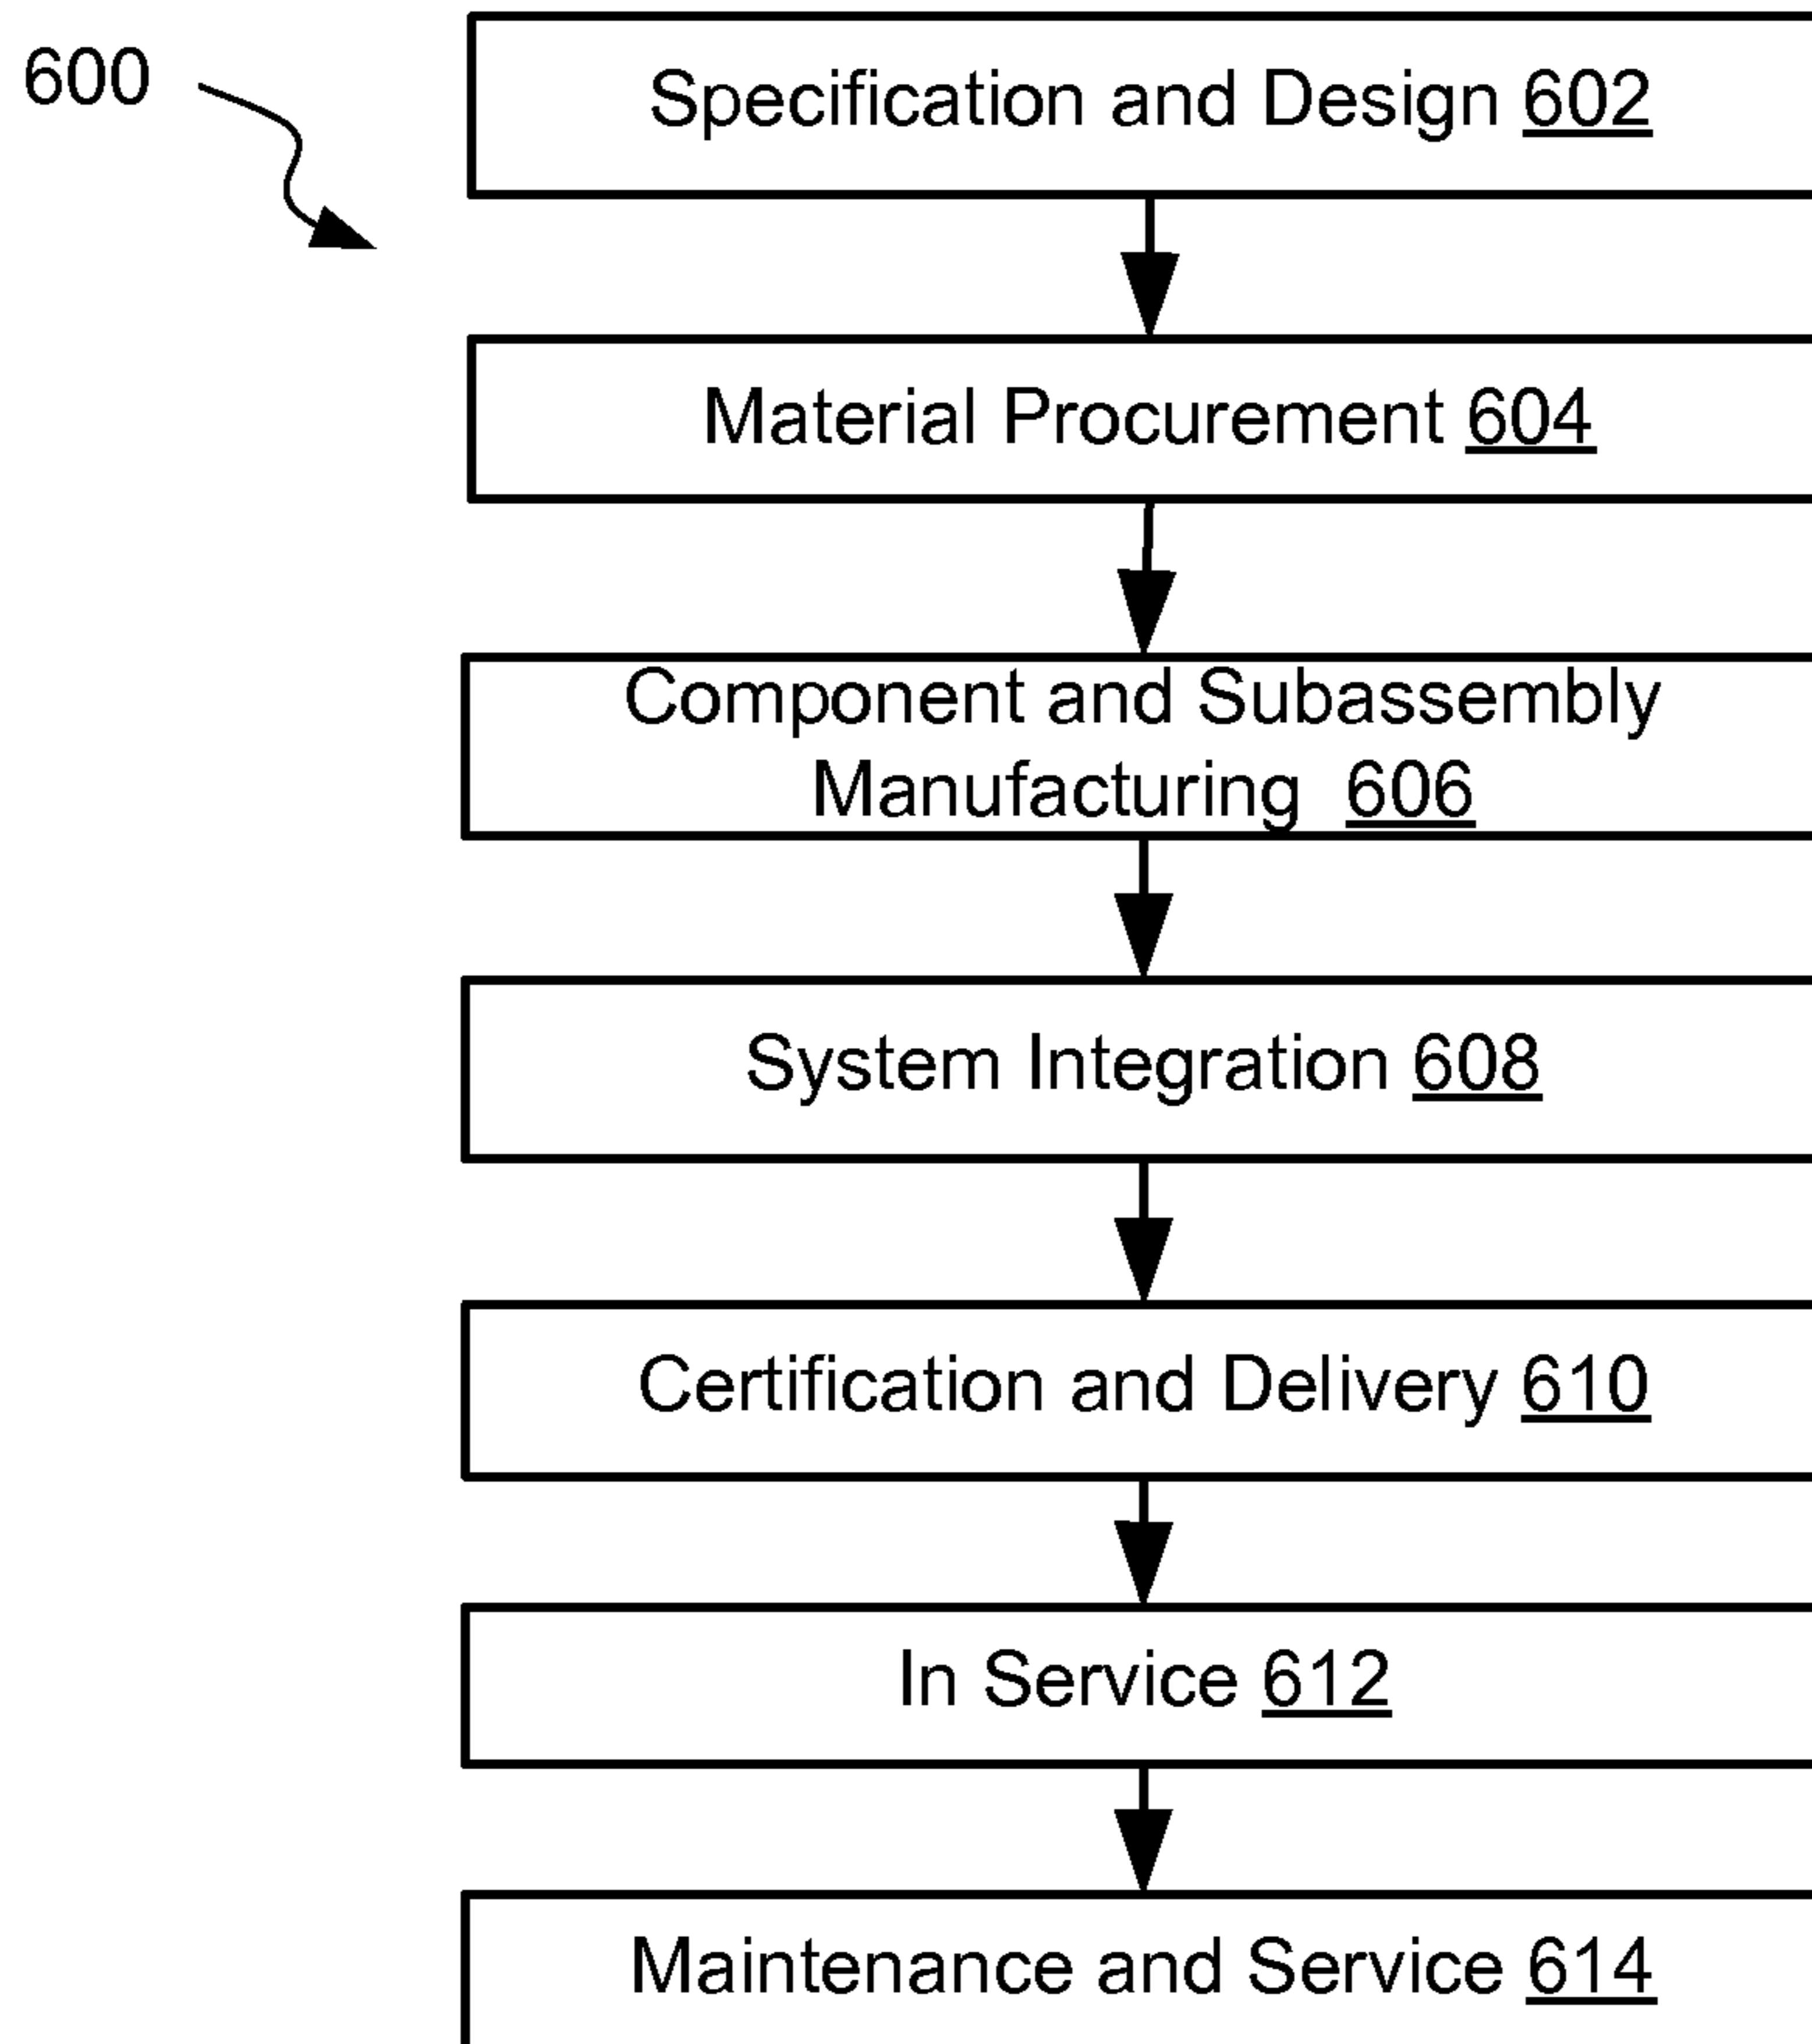 600
Specification and Design 602
Material Procurement 604
Component and Subassembly
Manufacturing 606
System Integration 608
Certification and Delivery 610
In Service 612
Maintenance and Service 614